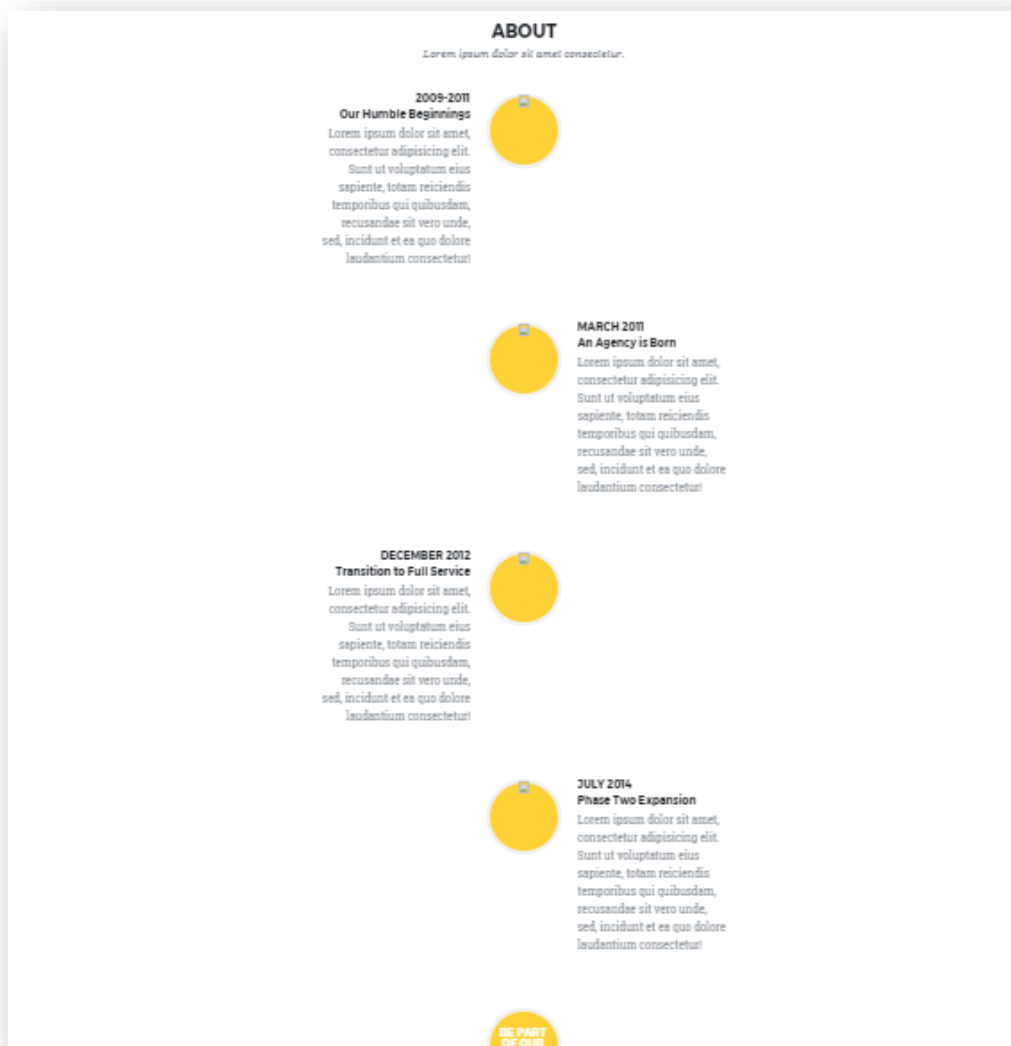 ABOUT
Lorem ipsum dolor sit amet consectetur.
2009-2011
Our Humble Beginnings
Lorem ipsum dolor sit amet,
consectetur adipisicing elit.
Sunt ut voluptatum eius
sapiente, totam reiciendis
temporibus qui quibusdam,
recusandae sit vero unde,
sed, incidunt et ea quo dolore
laudantium consectetur!
MARCH 2011
An Agency is Born
Lorem ipsum dolor sit amet,
consectetur adipisicing elit.
Sunt ut voluptatum eius
sapiente, totam reiciendis
temporibus qui quibusdam,
recusandae sit vero unde,
sed, incidunt et ea quo dolore
laudantium consectetur!
DECEMBER 2012
Transition to Full Service
Lorem ipsum dolor sit amet,
consectetur adipisicing elit.
Sunt ut voluptatum eius
sapiente, totam reiciendis
temporibus qui quibusdam,
recusandae sit vero unde,
sed, incidunt et ea quo dolore
laudantium consectetur!
JULY 2014
Phase Two Expansion
Lorem ipsum dolor sit amet,
consectetur adipisicing elit.
Sunt ut voluptatum eius
sapiente, totam reiciendis
temporibus qui quibusdam,
recusandae sit vero unde,
sed, incidunt et ea quo dolore
laudantium consectetur!
BE PART
OF OUR